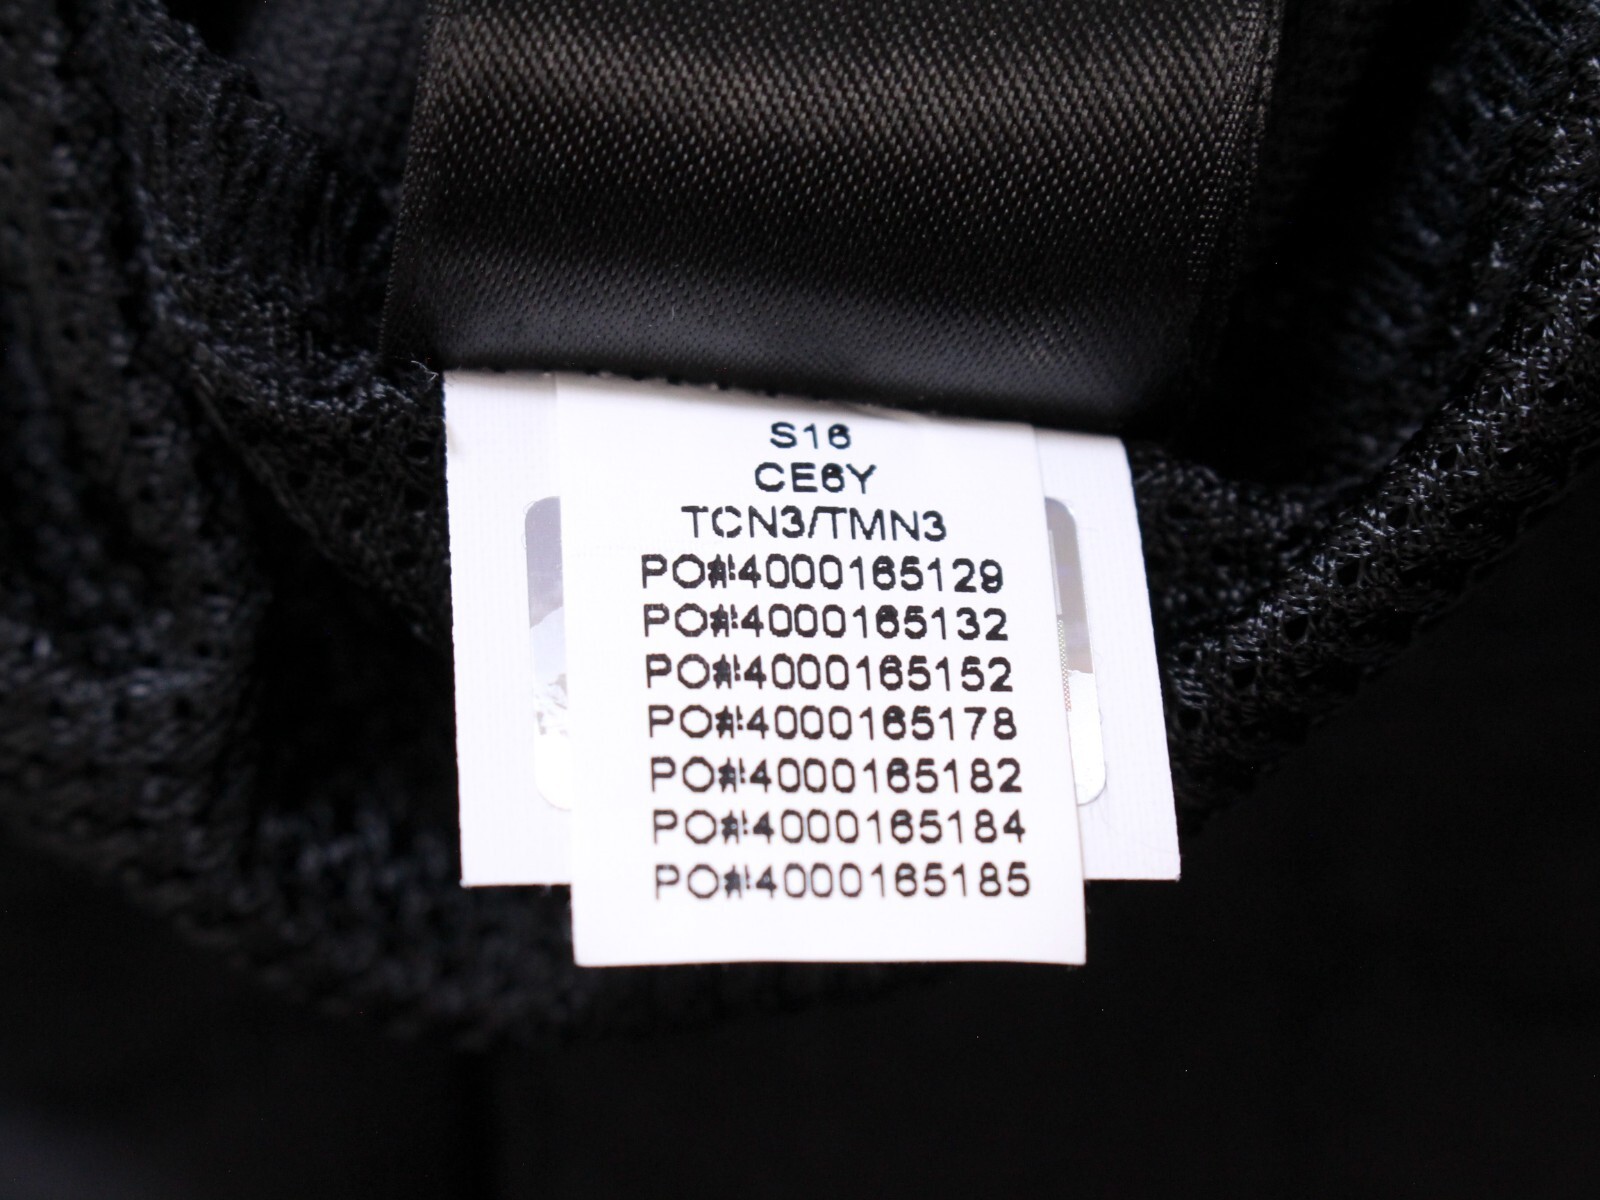 S16
CE6Y
TCN3/TMN3
PO#4000165129
PO#4000165132
PO#4000165152
PO#4000165178
PO#4000165182
PO#4000165184
PO#4000165185